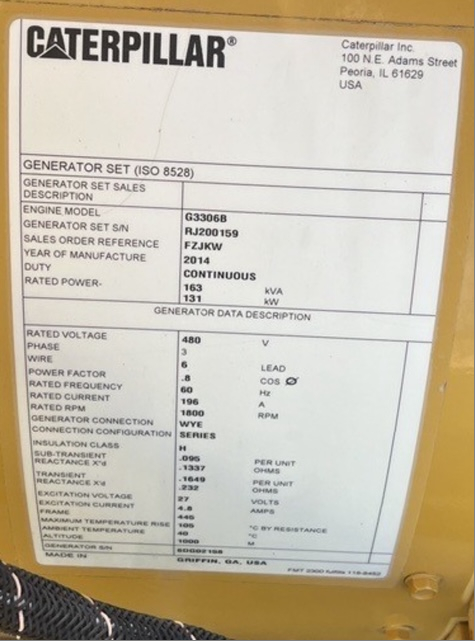 CATERPILLAR®
Caterpillar Inc.
100 N.E. Adams Street
Peoria, IL 61629
USA
GENERATOR SET (ISO 8528)
GENERATOR SET SALES
DESCRIPTION
ENGINE MODEL G3306B
GENERATOR SET S/N RJ200159
SALES ORDER REFERENCE FZJKW
YEAR OF MANUFACTURE 2014
DUTY CONTINUOUS
RATED POWER- 163 kVA
131 kW
GENERATOR DATA DESCRIPTION
RATED VOLTAGE 480 V
PHASE 3
WIRE 6 LEAD
POWER FACTOR .8 COS Ø
RATED FREQUENCY 60 Hz
RATED CURRENT 196 A
RATED RPM 1800 RPM
GENERATOR CONNECTION WYE
CONNECTION CONFIGURATION SERIES
INSULATION CLASS H
SUB-TRANSIENT .095 PER UNIT
REACTANCE X"d .1337 OHMS
TRANSIENT .1649 PER UNIT
REACTANCE X'd .232 OHMS
EXCITATION VOLTAGE 27 VOLTS
EXCITATION CURRENT 4.8 AMPS
FRAME 445
MAXIMUM TEMPERATURE RISE 105 °C BY RESISTANCE
AMBIENT TEMPERATURE 40 °C
ALTITUDE 1000 M
GENERATOR S/N
MADE IN GRIFFIN, GA, USA